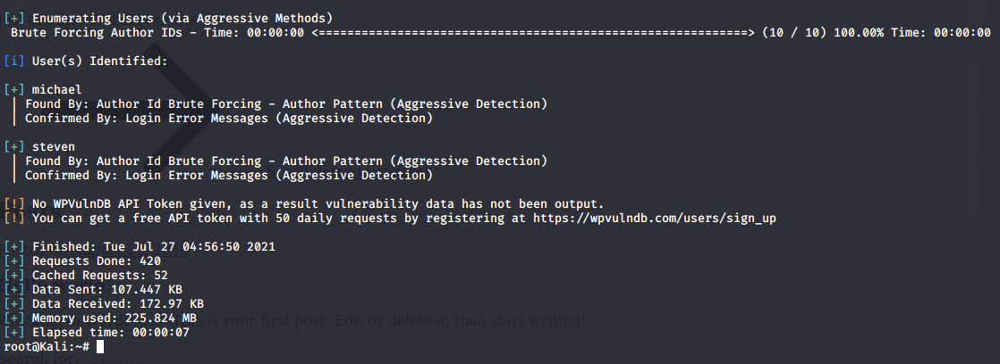 [+] Enumerating Users (via Aggressive Methods)
Brute Forcing Author IDs - Time: 00:00:00 <============================================================> (10 / 10) 100.00% Time: 00:00:00
[i] User(s) Identified:
[+] michael
| Found By: Author Id Brute Forcing - Author Pattern (Aggressive Detection)
| Confirmed By: Login Error Messages (Aggressive Detection)
[+] steven
| Found By: Author Id Brute Forcing - Author Pattern (Aggressive Detection)
| Confirmed By: Login Error Messages (Aggressive Detection)
[!] No WPVulnDB API Token given, as a result vulnerability data has not been output.
[!] You can get a free API token with 50 daily requests by registering at https://wpvulndb.com/users/sign_up
[+] Finished: Tue Jul 27 04:56:50 2021
[+] Requests Done: 420
[+] Cached Requests: 52
[+] Data Sent: 107.447 KB
[+] Data Received: 172.97 KB
[+] Memory used: 225.824 MB
is your first post. Edit or delete it, then start writing!
[+] Elapsed time: 00:00:07
root@Kali:~#
Search for: